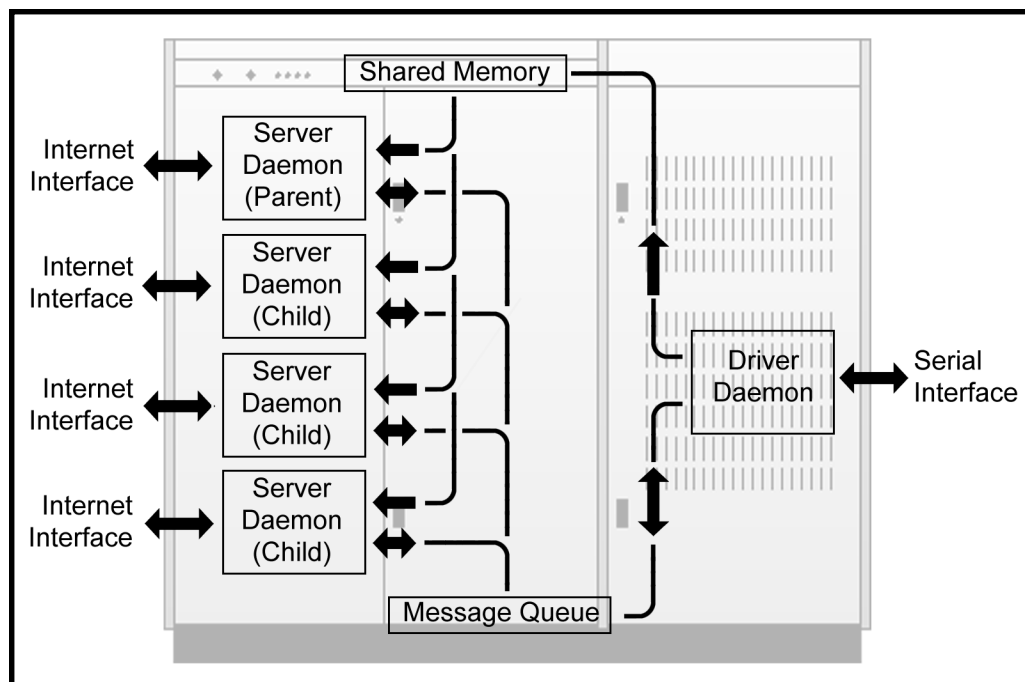 Shared Memory
Internet
Interface
Server
Daemon
(Parent)
Internet
Interface
Server
Daemon
(Child)
Driver
Daemon
Serial
Interface
Internet
Interface
Server
Daemon
(Child)
Internet
Interface
Server
Daemon
(Child)
Message Queue